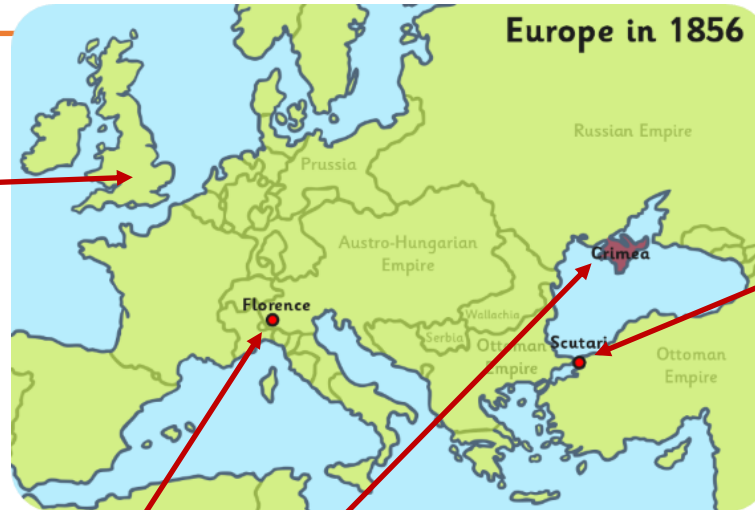 Europe in 1856
Russian Empire
Prussia
Austro-Hungarian
Empire
Crimea
Florence
Wallachia
Serbia
Ottoman
Empire
Scutari
Ottoman
Empire